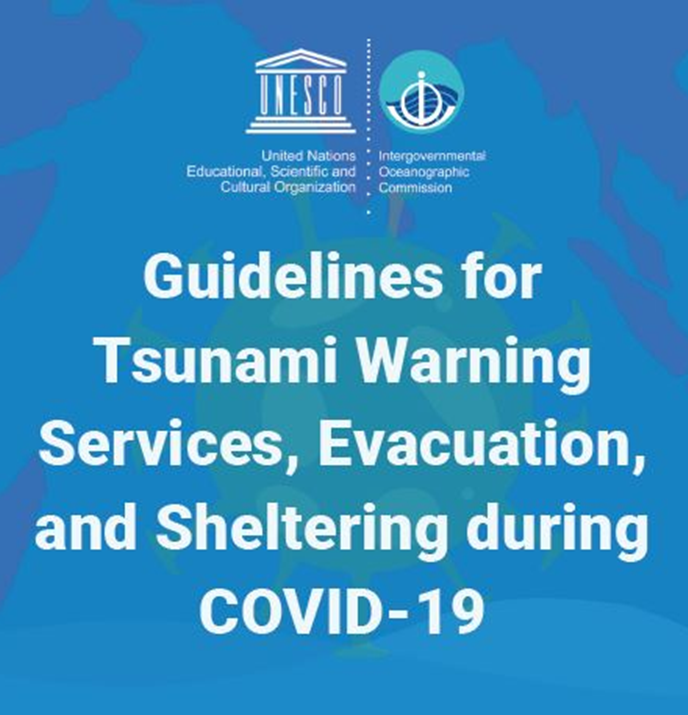 UNESCO
United Nations
Educational, Scientific and
Cultural Organization
Intergovernmental
Oceanographic
Commission
Guidelines for
Tsunami Warning
Services, Evacuation,
and Sheltering during
COVID-19